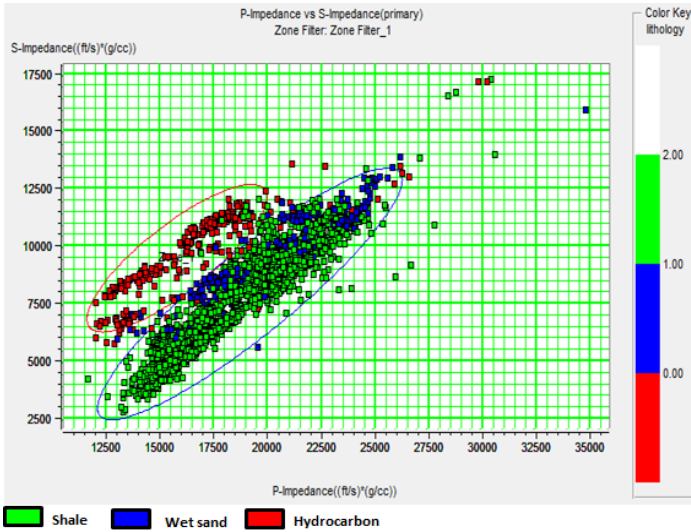 P-Impedance vs S-Impedance(primary)
Zone Filter: Zone Filter_1
S-Impedance((ft/s)*(g/cc))
17500
15000
12500
10000
7500
5000
2500
12500 15000 17500 20000 22500 25000 27500 30000 32500 35000
P-Impedance((ft/s)*(g/cc))
Color Key
lithology
2.00
1.00
0.00
Shale Wet sand Hydrocarbon